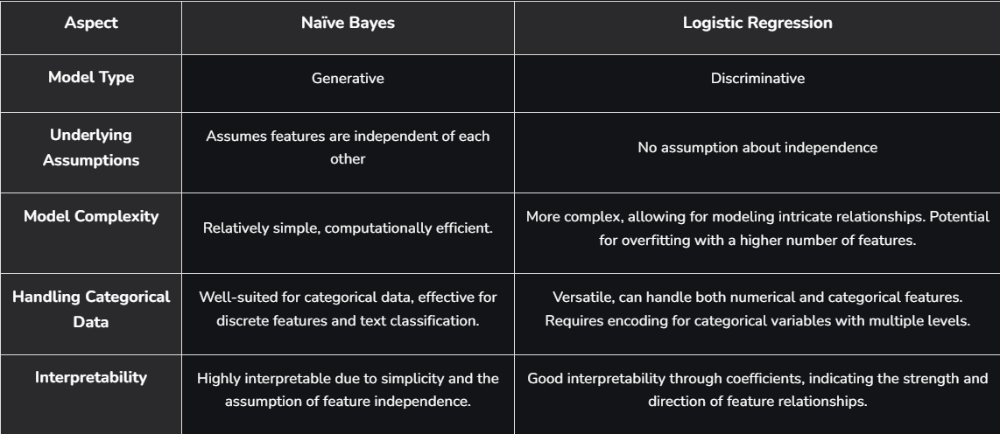 Aspect
Naïve Bayes
Logistic Regression
Model Type
Generative
Discriminative
Underlying
Assumptions
Assumes features are independent of each
other
No assumption about independence
Model Complexity
Relatively simple, computationally efficient.
More complex, allowing for modeling intricate relationships. Potential
for overfitting with a higher number of features.
Handling Categorical
Data
Well-suited for categorical data, effective for
discrete features and text classification.
Versatile, can handle both numerical and categorical features.
Requires encoding for categorical variables with multiple levels.
Interpretability
Highly interpretable due to simplicity and the
assumption of feature independence.
Good interpretability through coefficients, indicating the strength and
direction of feature relationships.